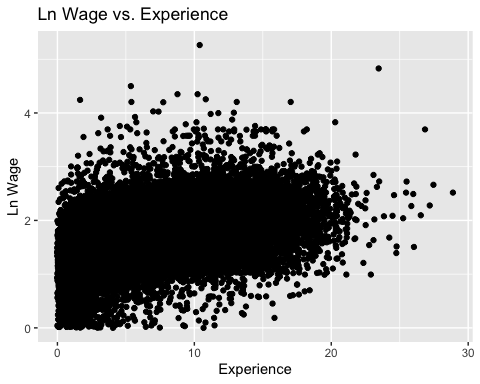 Ln Wage vs. Experience
4
2
0
Ln Wage
0 10 20 30
Experience